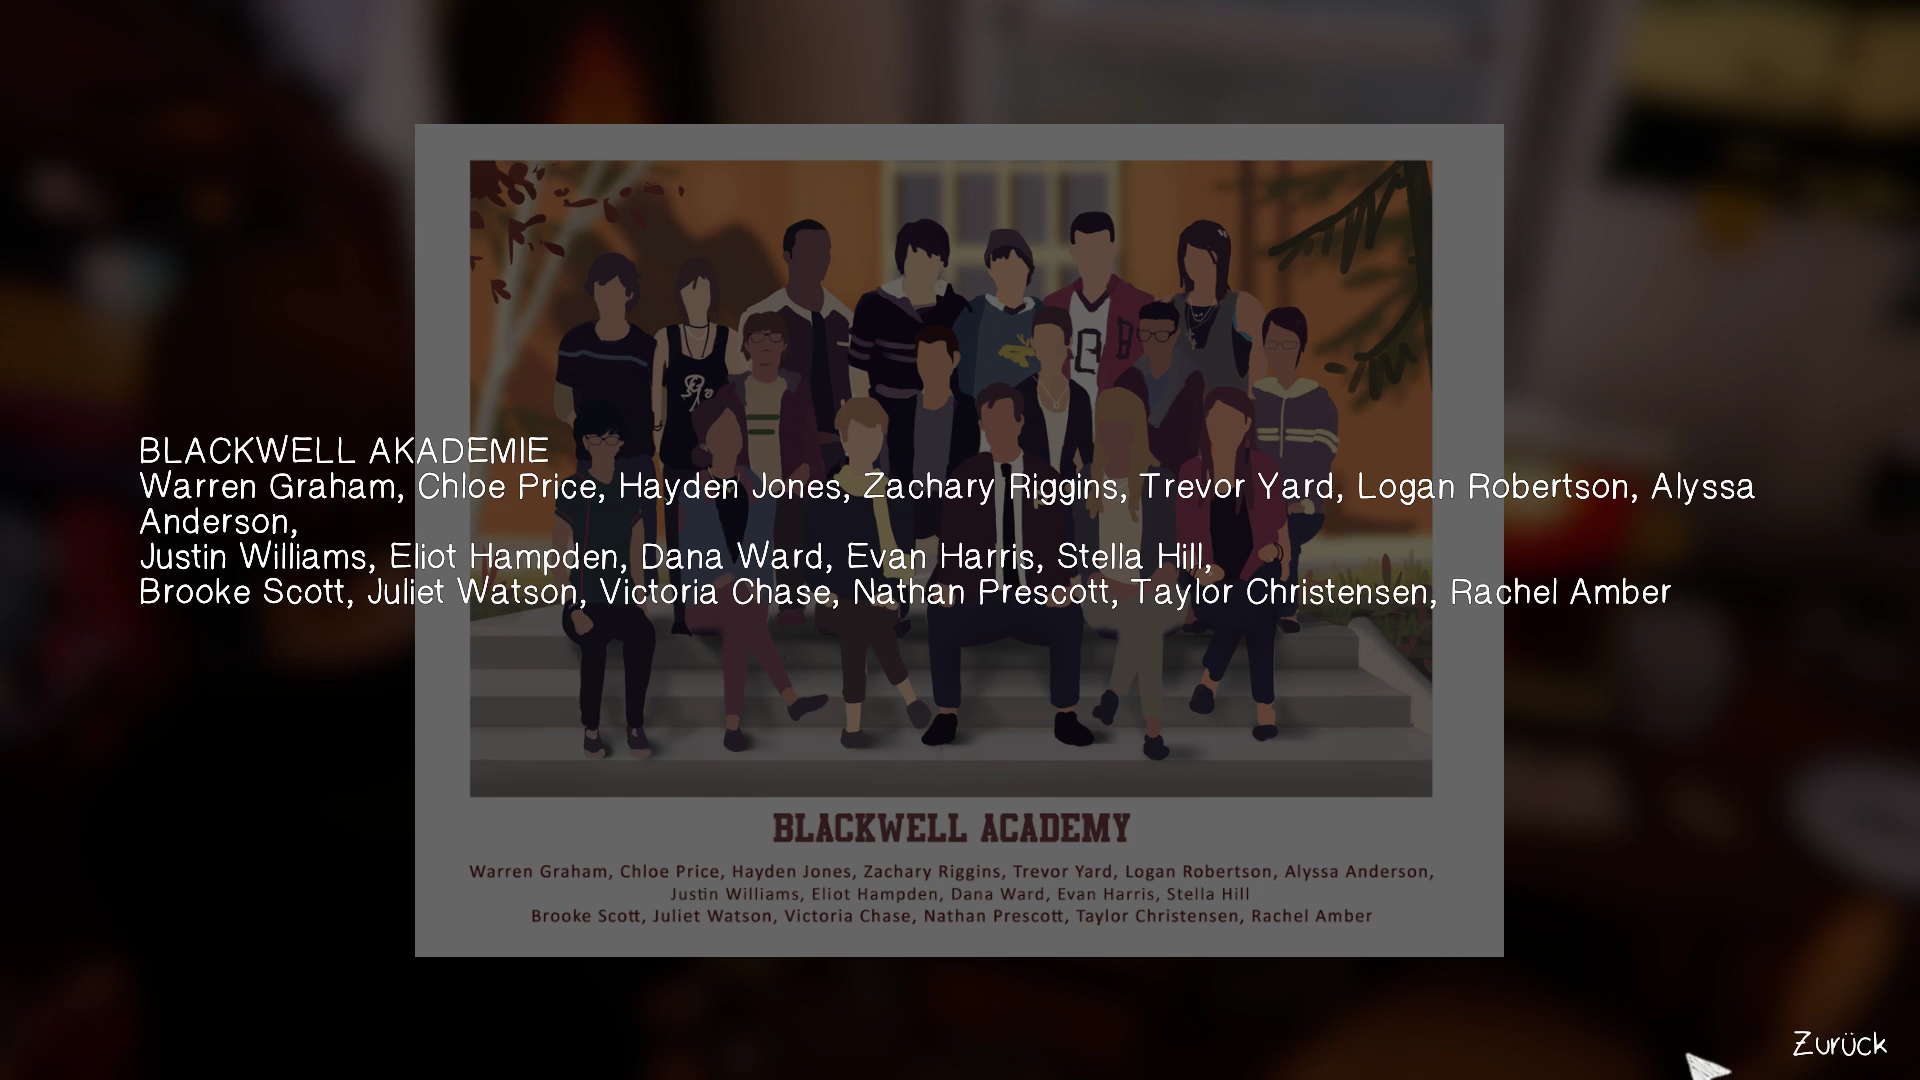 BLACKWELL AKADEMIE
Warren Graham, Chloe Price, Hayden Jones, Zachary Riggins, Trevor Yard, Logan Robertson, Alyssa
Anderson,
Justin Williams, Eliot Hampden, Dana Ward, Evan Harris, Stella Hill,
Brooke Scott, Juliet Watson, Victoria Chase, Nathan Prescott, Taylor Christensen, Rachel Amber
BLACKWELL ACADEMY
Warren Graham, Chloe Price, Hayden Jones, Zachary Riggins, Trevor Yard, Logan Robertson, Alyssa Anderson,
Justin Williams, Eliot Hampden, Dana Ward, Evan Harris, Stella Hill
Brooke Scott, Juliet Watson, Victoria Chase, Nathan Prescott, Taylor Christensen, Rachel Amber
Zurück